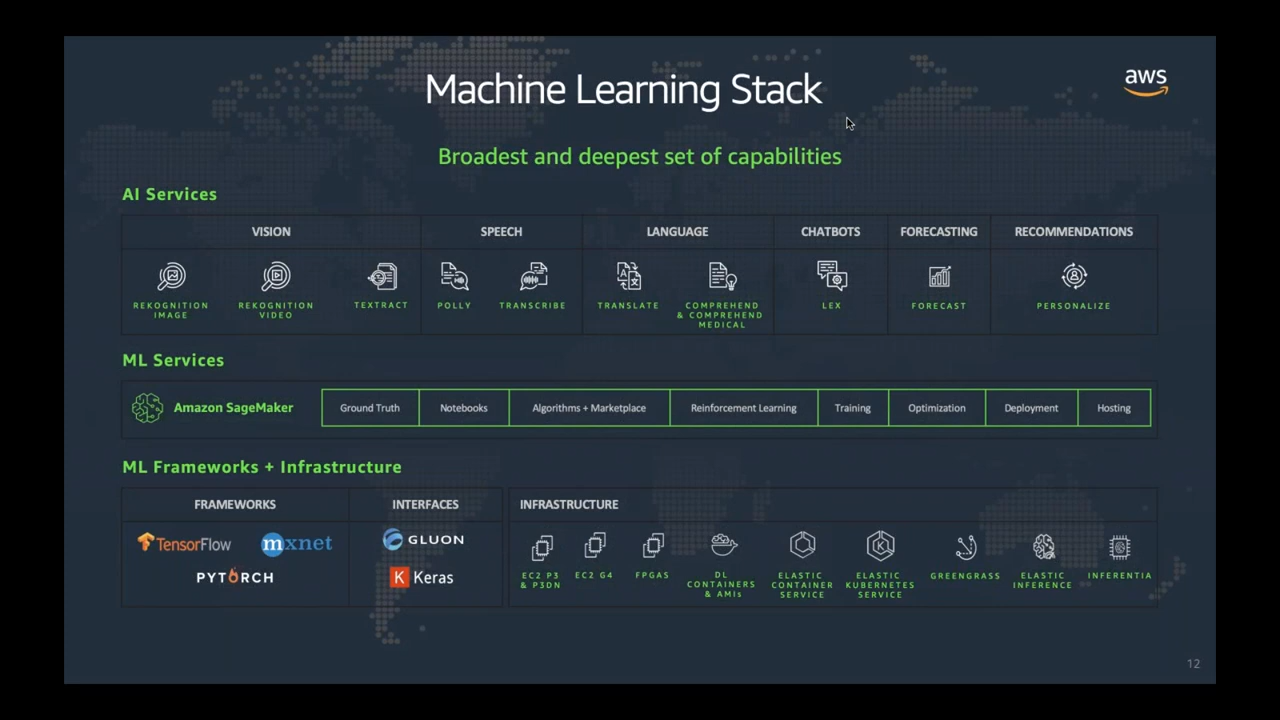 Machine Learning Stack
aws
Broadest and deepest set of capabilities
AI Services
VISION
SPEECH
LANGUAGE
CHATBOTS
FORECASTING
RECOMMENDATIONS
REKOGNITION
IMAGE
REKOGNITION
VIDEO
TEXTRACT
POLLY
TRANSCRIBE
TRANSLATE
COMPREHEND
& COMPREHEND
MEDICAL
LEX
FORECAST
PERSONALIZE
ML Services
Amazon SageMaker
Ground Truth
Notebooks
Algorithms + Marketplace
Reinforcement Learning
Training
Optimization
Deployment
Hosting
ML Frameworks + Infrastructure
FRAMEWORKS
INTERFACES
INFRASTRUCTURE
TensorFlow
mxnet
PYTORCH
GLUON
K Keras
EC2 P3
& P3DN
EC2 G4
FPGAS
DL
CONTAINERS
& AMIs
ELASTIC
CONTAINER
SERVICE
ELASTIC
KUBERNETES
SERVICE
GREENGRASS
ELASTIC
INFERENCE
INFERENTIA
12